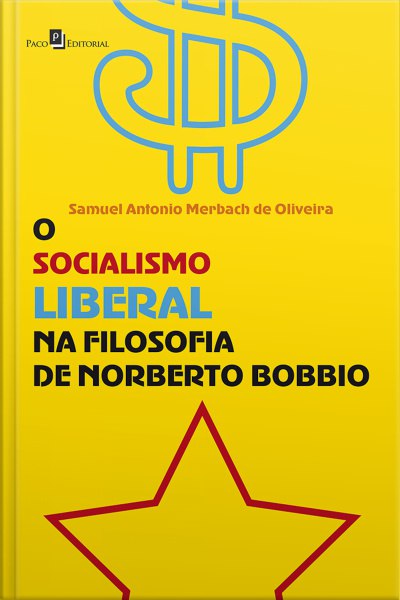 PACO P EDITORIAL
Samuel Antonio Merbach de Oliveira
O
SOCIALISMO
LIBERAL
NA FILOSOFIA
DE NORBERTO BOBBIO